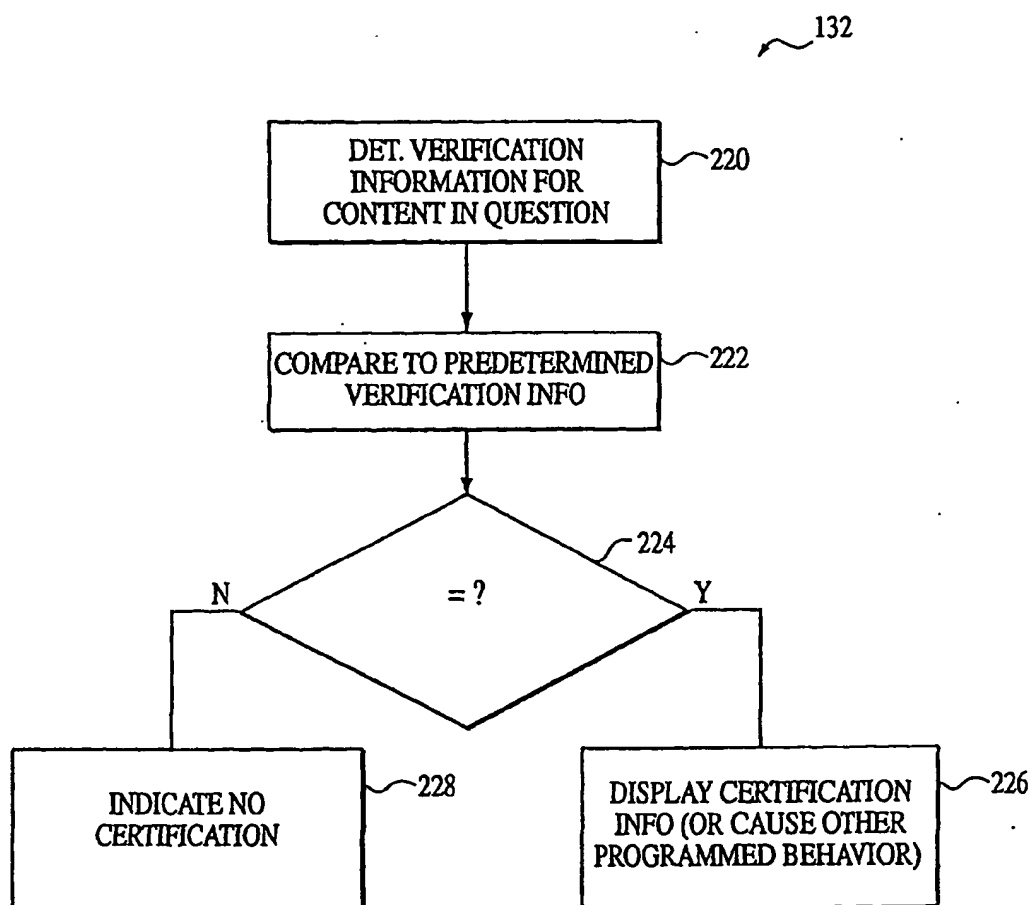 132
DET. VERIFICATION
INFORMATION FOR
CONTENT IN QUESTION
220
COMPARE TO PREDETERMINED
VERIFICATION INFO
222
224
N
= ?
Y
INDICATE NO
CERTIFICATION
228
DISPLAY CERTIFICATION
INFO (OR CAUSE OTHER
PROGRAMMED BEHAVIOR)
226